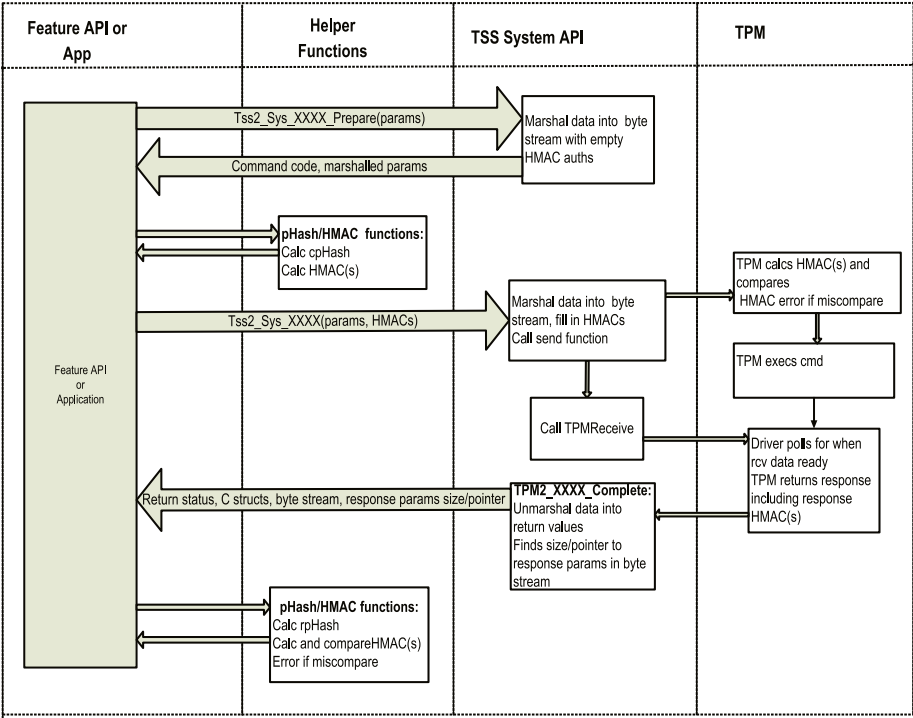 Feature API or
App
Helper
Functions
TSS System API
TPM
Tss2_Sys_XXXX_Prepare(params)
Marshal data into byte
stream with empty
HMAC auths
Command code, marshalled params
pHash/HMAC functions:
Calc cpHash
Calc HMAC(s)
TPM calcs HMAC(s) and
compares
HMAC error if miscompare
Tss2_Sys_XXXX(params, HMACs)
Marshal data into byte
stream, fill in HMACs
Call send function
TPM execs cmd
Feature API
or
Application
Call TPMReceive
Driver polls for when
rcv data ready
TPM returns response
including response
HMAC(s)
Return status, C structs, byte stream, response params size/pointer
TPM2_XXXX_Complete:
Unmarshal data into
return values
Finds size/pointer to
response params in byte
stream
pHash/HMAC functions:
Calc rpHash
Calc and compareHMAC(s)
Error if miscompare